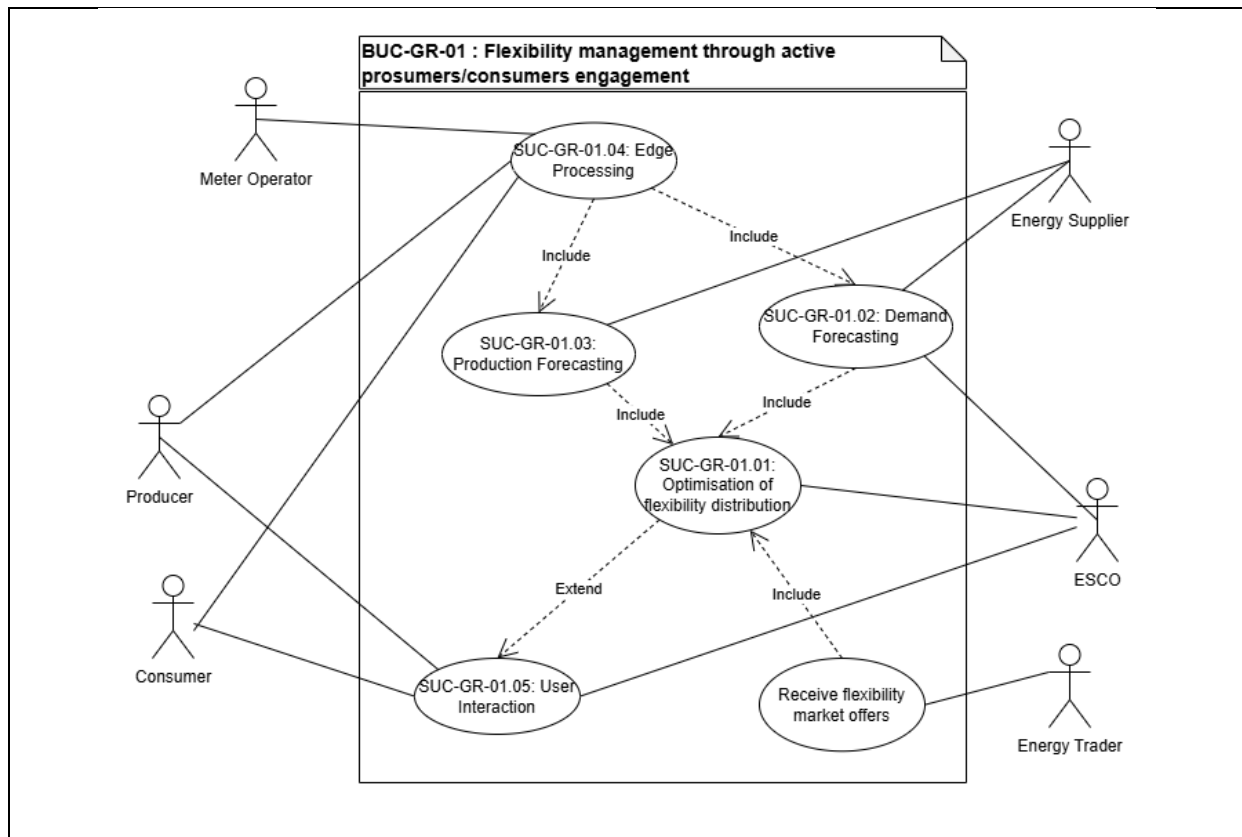 BUC-GR-01 : Flexibility management through active
prosumers/consumers engagement
Meter Operator
SUC-GR-01.04: Edge
Processing
Energy Supplier
Include
Include
SUC-GR-01.03:
Production Forecasting
SUC-GR-01.02: Demand
Forecasting
Include
Include
Producer
SUC-GR-01.01:
Optimisation of
flexibility distribution
ESCO
Extend
Include
Consumer
SUC-GR-01.05: User
Interaction
Receive flexibility
market offers
Energy Trader